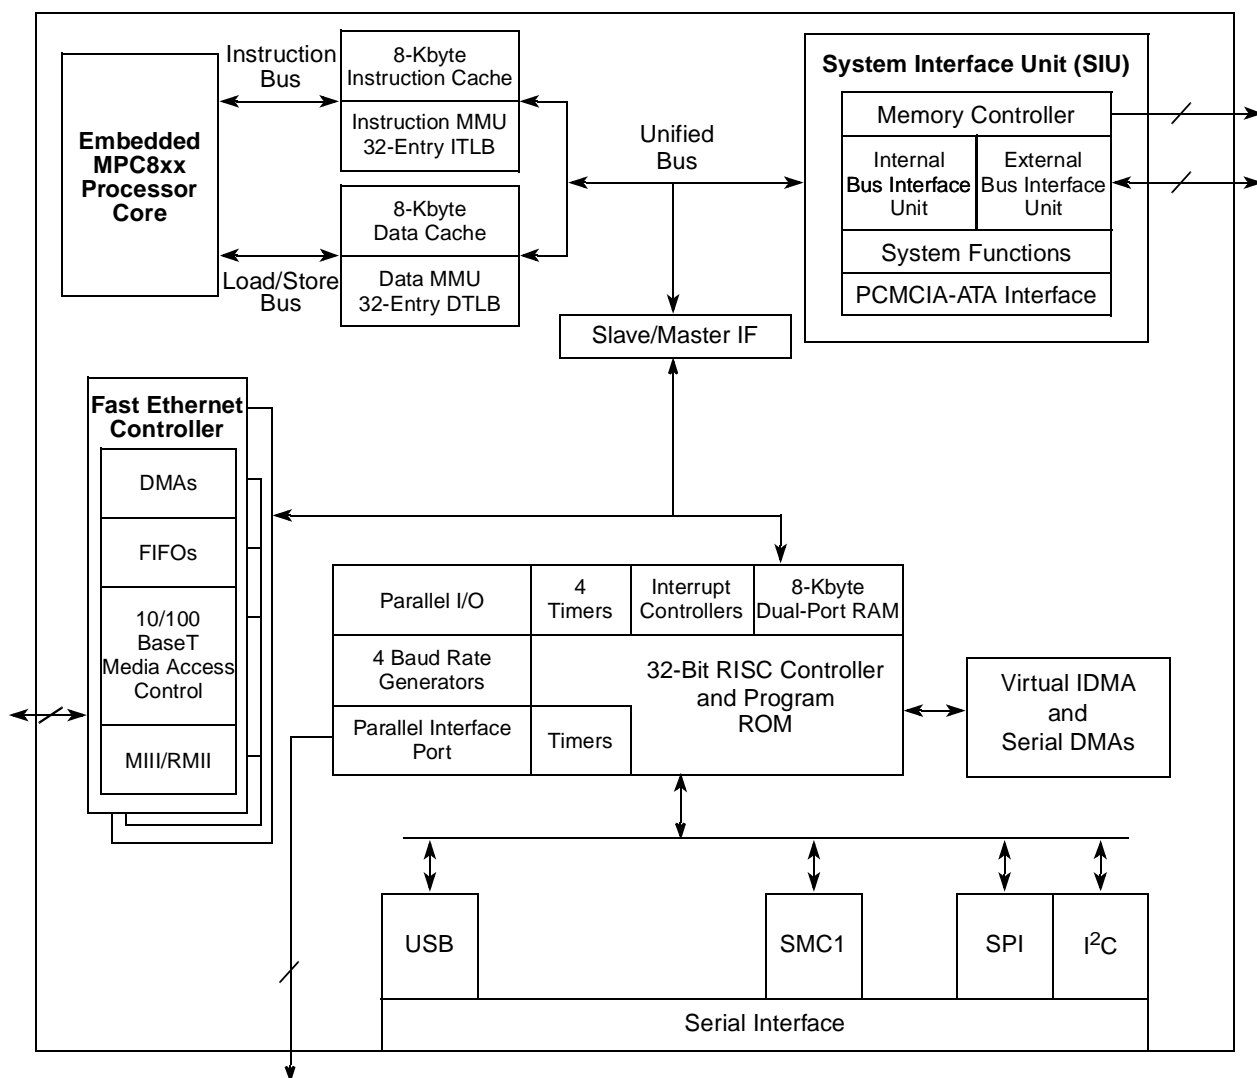 Embedded
MPC8xx
Processor
Core
Instruction
Bus
Load/Store
Bus
8-Kbyte
Instruction Cache
Instruction MMU
32-Entry ITLB
8-Kbyte
Data Cache
Data MMU
32-Entry DTLB
Unified
Bus
System Interface Unit (SIU)
Memory Controller
Internal
Bus Interface
Unit
External
Bus Interface
Unit
System Functions
PCMCIA-ATA Interface
Slave/Master IF
Fast Ethernet
Controller
DMAs
FIFOs
10/100
BaseT
Media Access
Control
MIII/RMII
Parallel I/O
4
Timers
Interrupt
Controllers
8-Kbyte
Dual-Port RAM
4 Baud Rate
Generators
32-Bit RISC Controller
and Program
ROM
Parallel Interface
Port
Timers
Virtual IDMA
and
Serial DMAs
USB
SMC1
SPI
I²C
Serial Interface